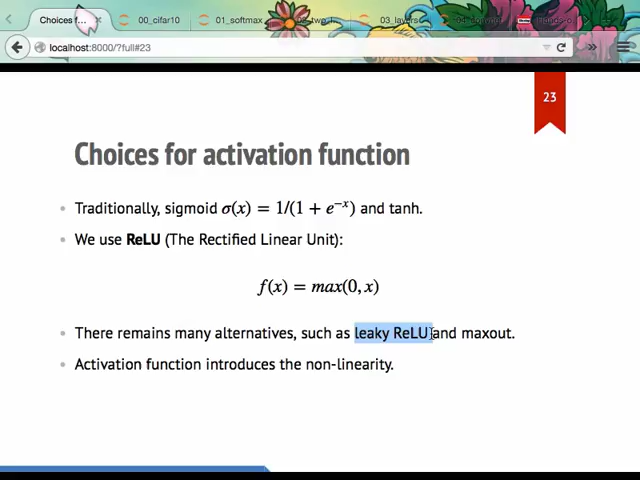 Choices f...
00_cifar10
01_softmax
localhost:8000/?full#23
23
Choices for activation function
Traditionally, sigmoid σ(x) = 1/(1 + e^{-x}) and tanh.
We use ReLU (The Rectified Linear Unit):
f(x) = max(0, x)
There remains many alternatives, such as leaky ReLU and maxout.
Activation function introduces the non-linearity.